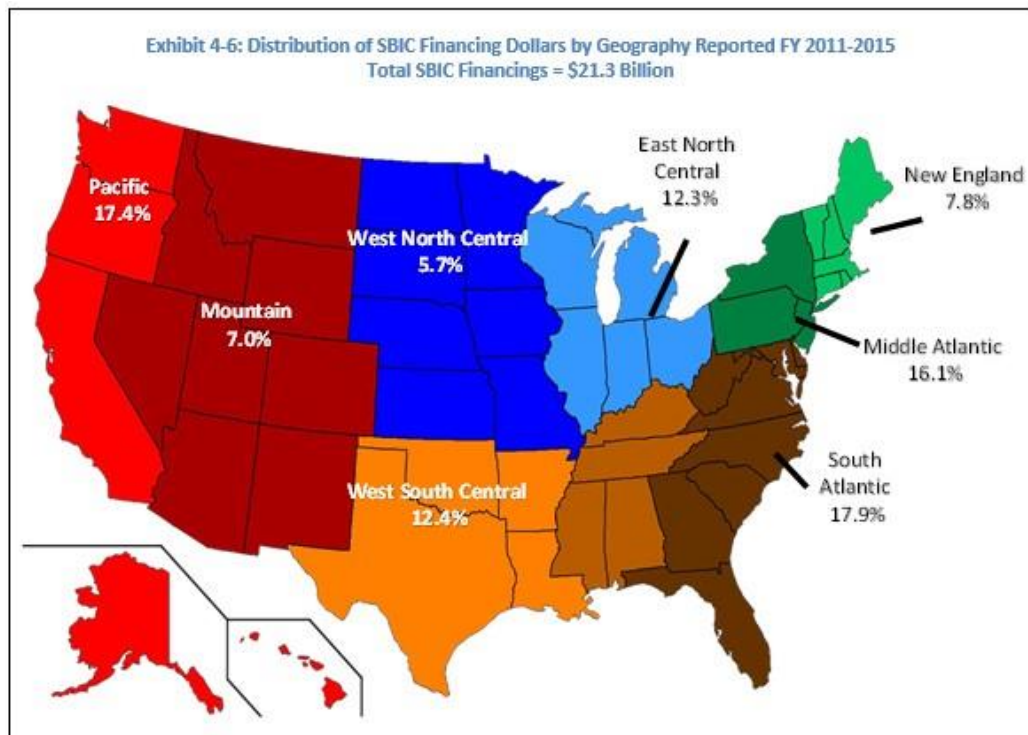 Exhibit 4-6: Distribution of SBIC Financing Dollars by Geography Reported FY 2011-2015
Total SBIC Financings = $21.3 Billion
East North
Central
12.3%
New England
7.8%
Pacific
17.4%
West North Central
5.7%
Mountain
7.0%
Middle Atlantic
16.1%
South
Atlantic
17.9%
West South Central
12.4%